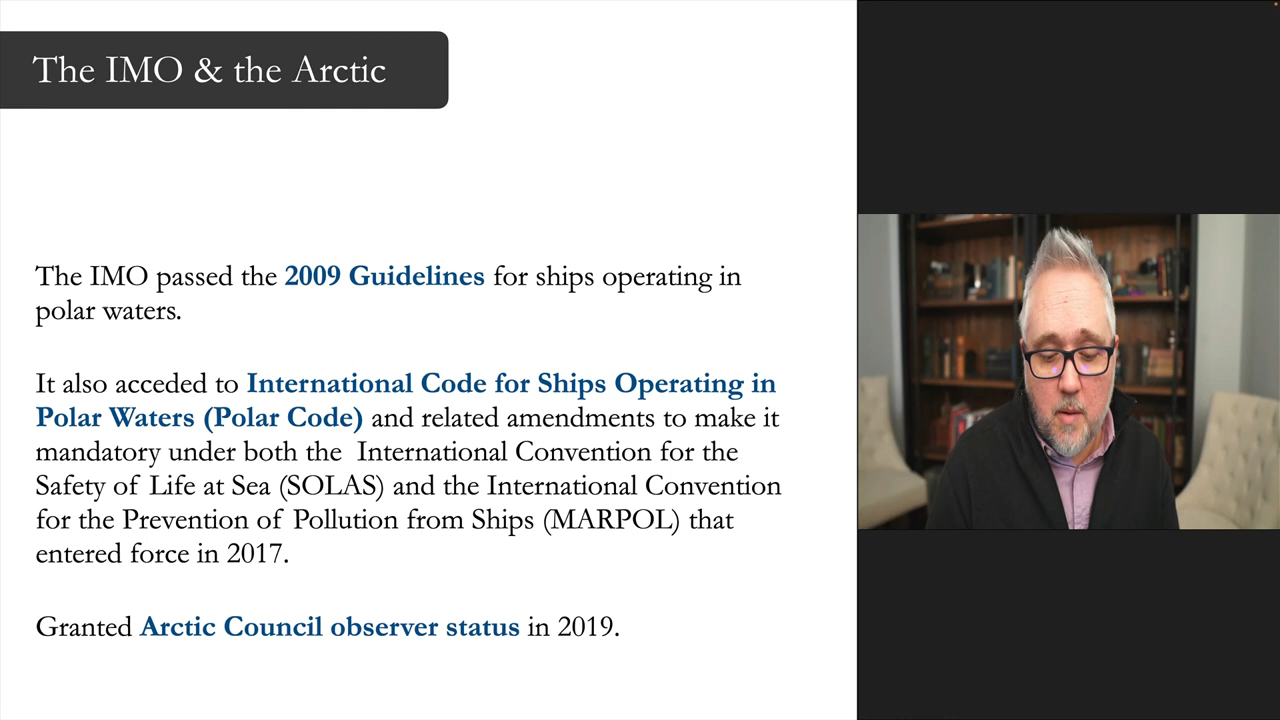 The IMO & the Arctic
The IMO passed the 2009 Guidelines for ships operating in
polar waters.
It also acceded to International Code for Ships Operating in
Polar Waters (Polar Code) and related amendments to make it
mandatory under both the International Convention for the
Safety of Life at Sea (SOLAS) and the International Convention
for the Prevention of Pollution from Ships (MARPOL) that
entered force in 2017.
Granted Arctic Council observer status in 2019.